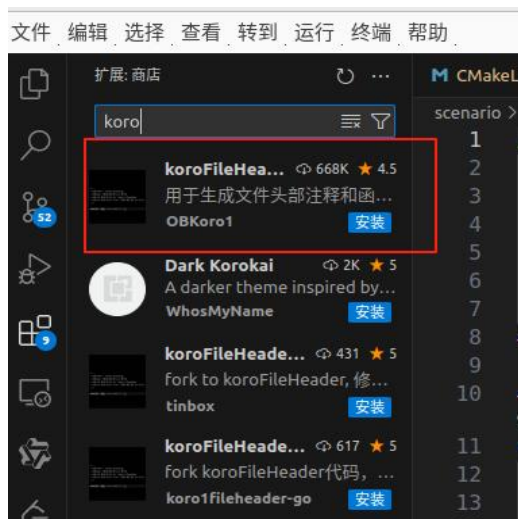 文件 编辑 选择 查看 转到 运行 终端 帮助
扩展: 商店
M CMakeL
koro
scenario >
koroFileHea... 668K ★ 4.5
用于生成文件头部注释和函...
OBKoro1 安装
Dark Korokai 2K ★ 5
A darker theme inspired by...
WhosMyName 安装
koroFileHeade... 431 ★ 5
fork to koroFileHeader, 修...
tinbox 安装
koroFileHeade... 617 ★ 5
fork koroFileHeader代码，...
koro1fileheader-go 安装
52
9
1
2
3
4
5
6
7
8
9
10
11
12
13